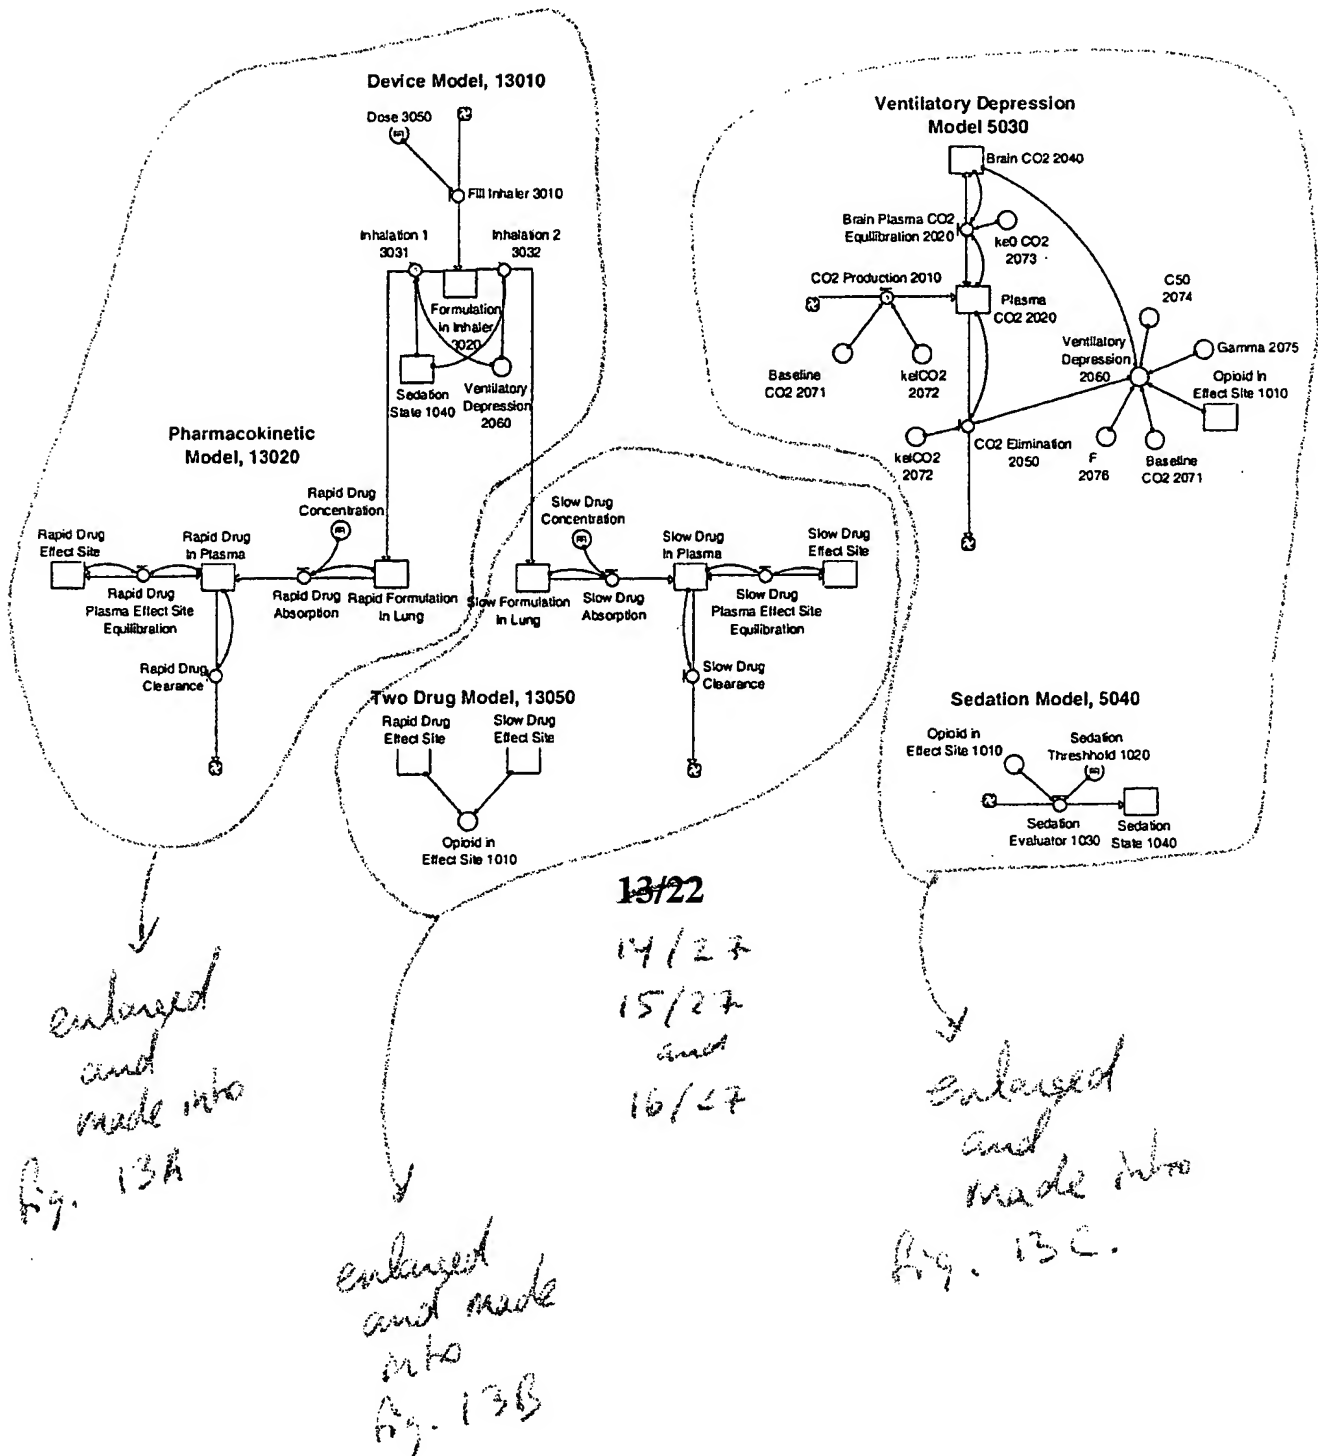 Device Model, 13010
Dose 3050
Fill Inhaler 3010
Inhalation 1
3031
Inhalation 2
3032
Formulation
In Inhaler
3020
Sedation
State 1040
Ventilatory
Depression
2060
Pharmacokinetic
Model, 13020
Rapid Drug
Effect Site
Rapid Drug
In Plasma
Rapid Drug
Concentration
Rapid Drug
Plasma Effect Site
Equilibration
Rapid Drug
Absorption
Rapid Formulation
In Lung
Rapid Drug
Clearance
Slow Drug
Concentration
Slow Drug
In Plasma
Slow Drug
Effect Site
Slow Formulation
In Lung
Slow Drug
Absorption
Slow Drug
Plasma Effect Site
Equilibration
Slow Drug
Clearance
Two Drug Model, 13050
Rapid Drug
Effect Site
Slow Drug
Effect Site
Opioid in
Effect Site 1010
Ventilatory Depression
Model 5030
Brain CO2 2040
Brain Plasma CO2
Equilibration 2020
ke0 CO2
2073
CO2 Production 2010
Plasma
CO2 2020
Baseline
CO2 2071
kelCO2
2072
C50
2074
Ventilatory
Depression
2060
Gamma 2075
Opioid In
Effect Site 1010
kelCO2
2072
CO2 Elimination
2050
F
2076
Baseline
CO2 2071
Sedation Model, 5040
Opioid in
Effect Site 1010
Sedation
Threshhold 1020
Sedation
Evaluator 1030
Sedation
State 1040
13/22
14/27
15/27
and
16/27
enlarged
and
made into
fig. 13A
enlarged
and made
into
fig. 13B
enlarged
and
made into
fig. 13C.